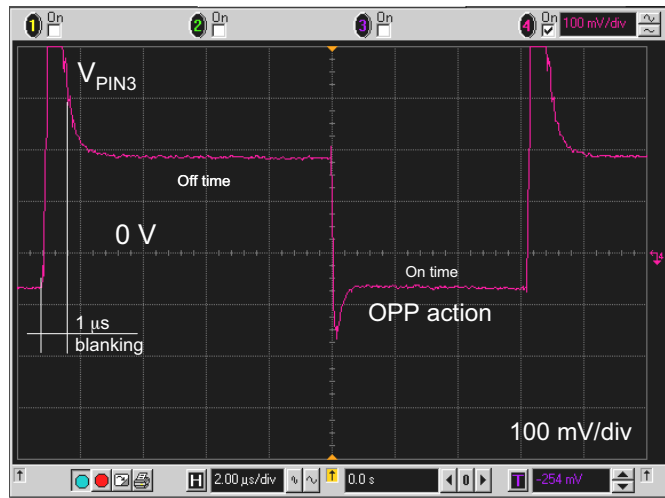 1 On 2 On 3 On 4 On 100 mV/div
VPIN3
Off time
0 V
4
On time
OPP action
1 μs
blanking
100 mV/div
H 2.00 μs/div 0.0 s 0 T -254 mV